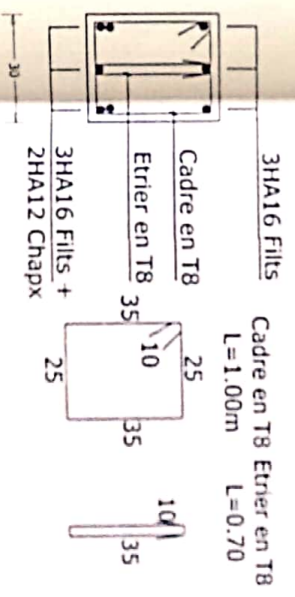 3HA16 Filts
Cadre en T8
Etrier en T8
3HA16 Filts +
2HA12 Chapx
30
Cadre en T8
L=1.00m
25
10
35
35
25
Etrier en T8
L=0.70
10
35